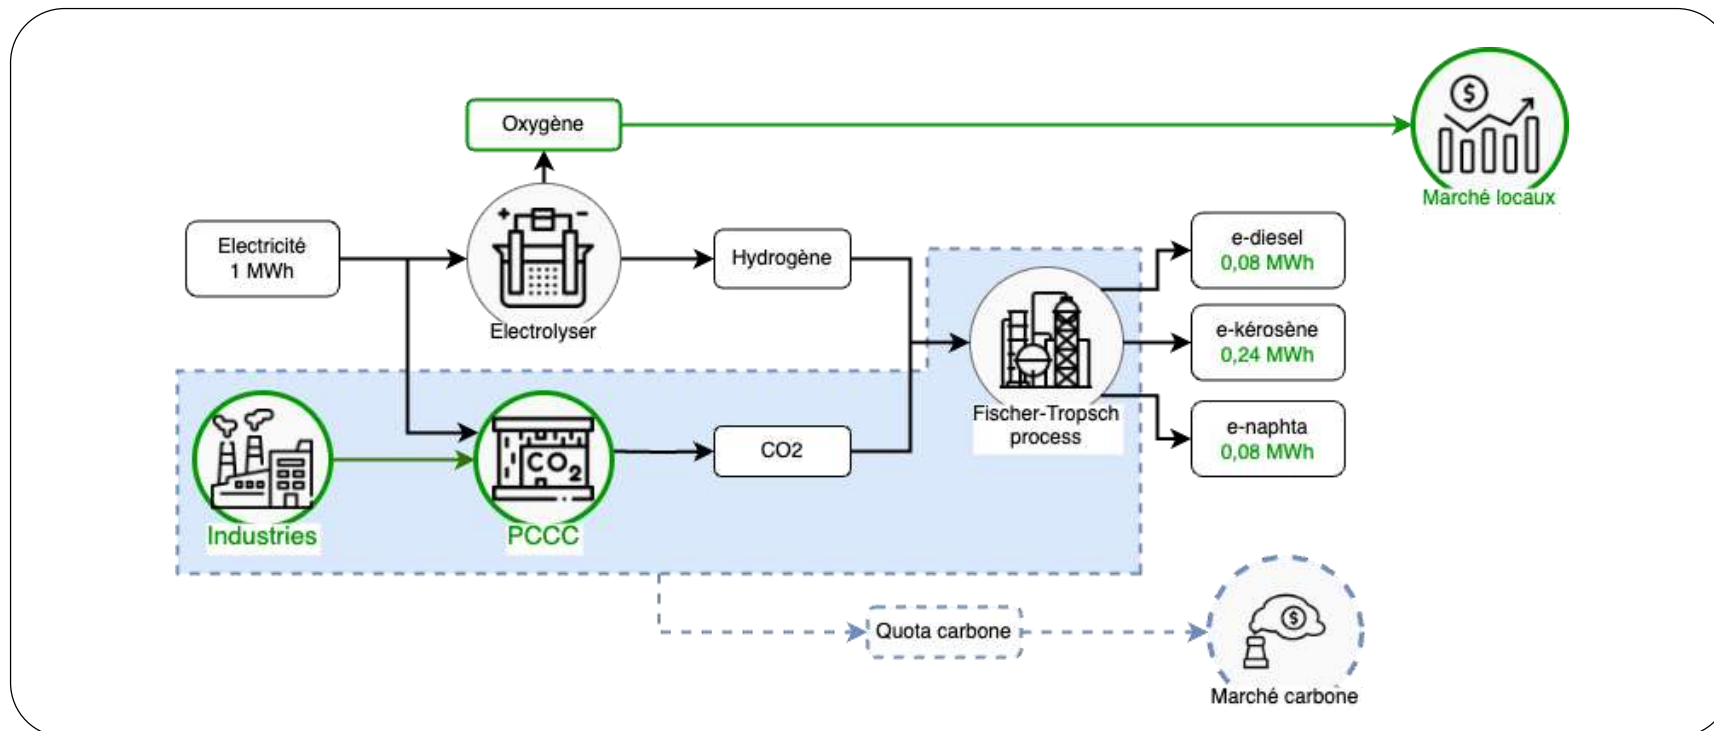 Oxygène
Marché locaux
Electricité
1 MWh
+
−
Electrolyser
Hydrogène
e-diesel
0,08 MWh
e-kérosène
0,24 MWh
Fischer-Tropsch
process
e-naphta
0,08 MWh
Industries
CO2
PCCC
CO2
Quota carbone
$
Marché carbone
$